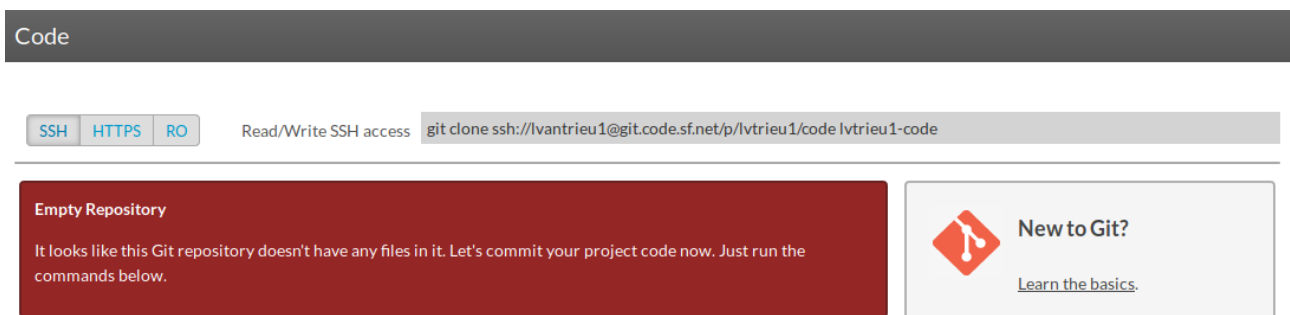 Code
SSH HTTPS RO Read/Write SSH access git clone ssh://lvantrieu1@git.code.sf.net/p/lvtrieu1/code lvtrieu1-code
Empty Repository
It looks like this Git repository doesn't have any files in it. Let's commit your project code now. Just run the
commands below.
New to Git?
Learn the basics.